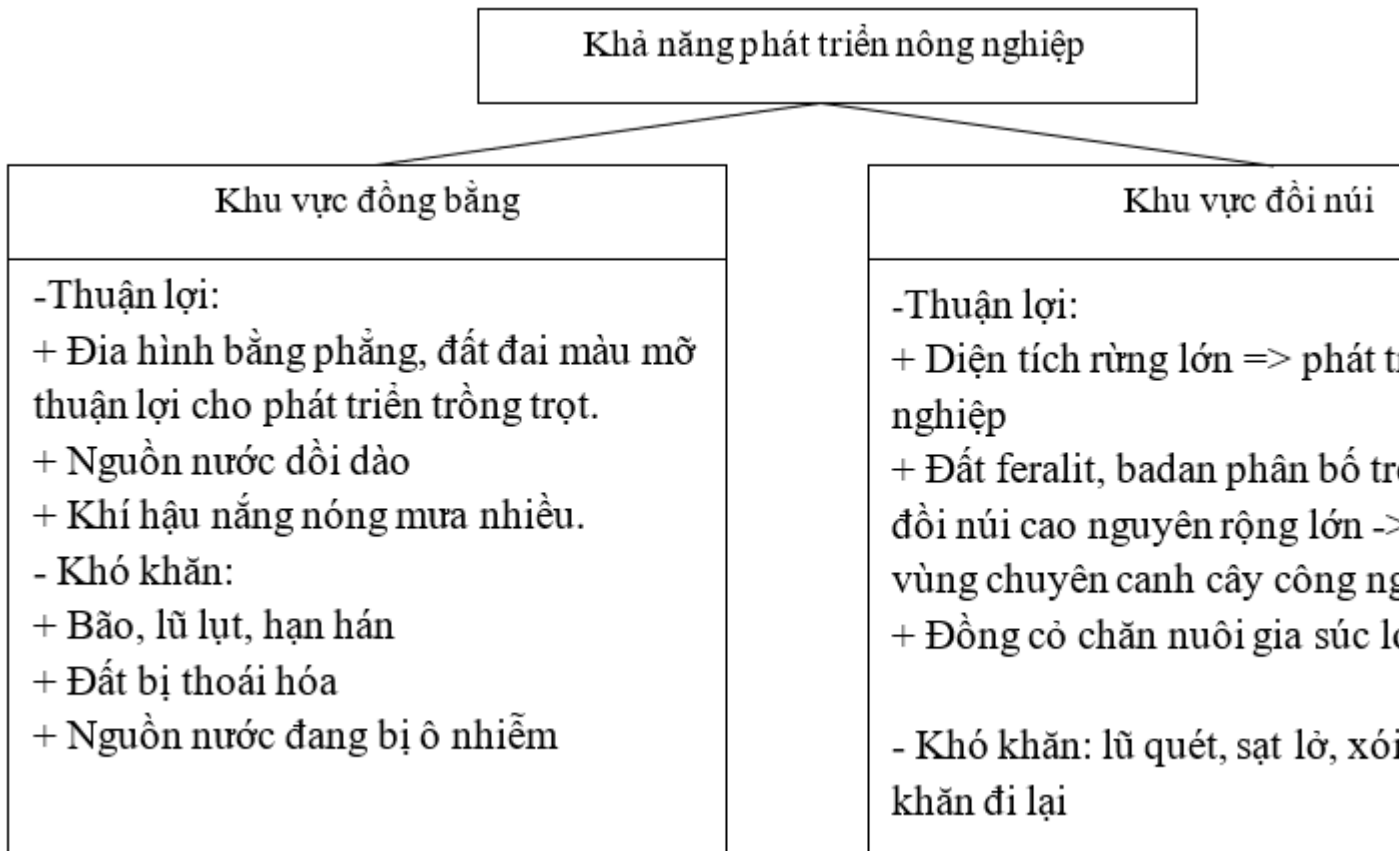 Khả năng phát triển nông nghiệp
Khu vực đồng bằng
-Thuận lợi:
+ Đia hình bằng phẳng, đất đai màu mỡ
thuận lợi cho phát triển trồng trọt.
+ Nguồn nước dồi dào
+ Khí hậu nắng nóng mưa nhiều.
- Khó khăn:
+ Bão, lũ lụt, hạn hán
+ Đất bị thoái hóa
+ Nguồn nước đang bị ô nhiễm
Khu vực đồi núi
-Thuận lợi:
+ Diện tích rừng lớn => phát
nghiệp
+ Đất feralit, badan phân bố
đồi núi cao nguyên rộng lớn ->
vùng chuyên canh cây công
+ Đồng cỏ chăn nuôi gia súc
- Khó khăn: lũ quét, sạt lở, xói
khăn đi lại